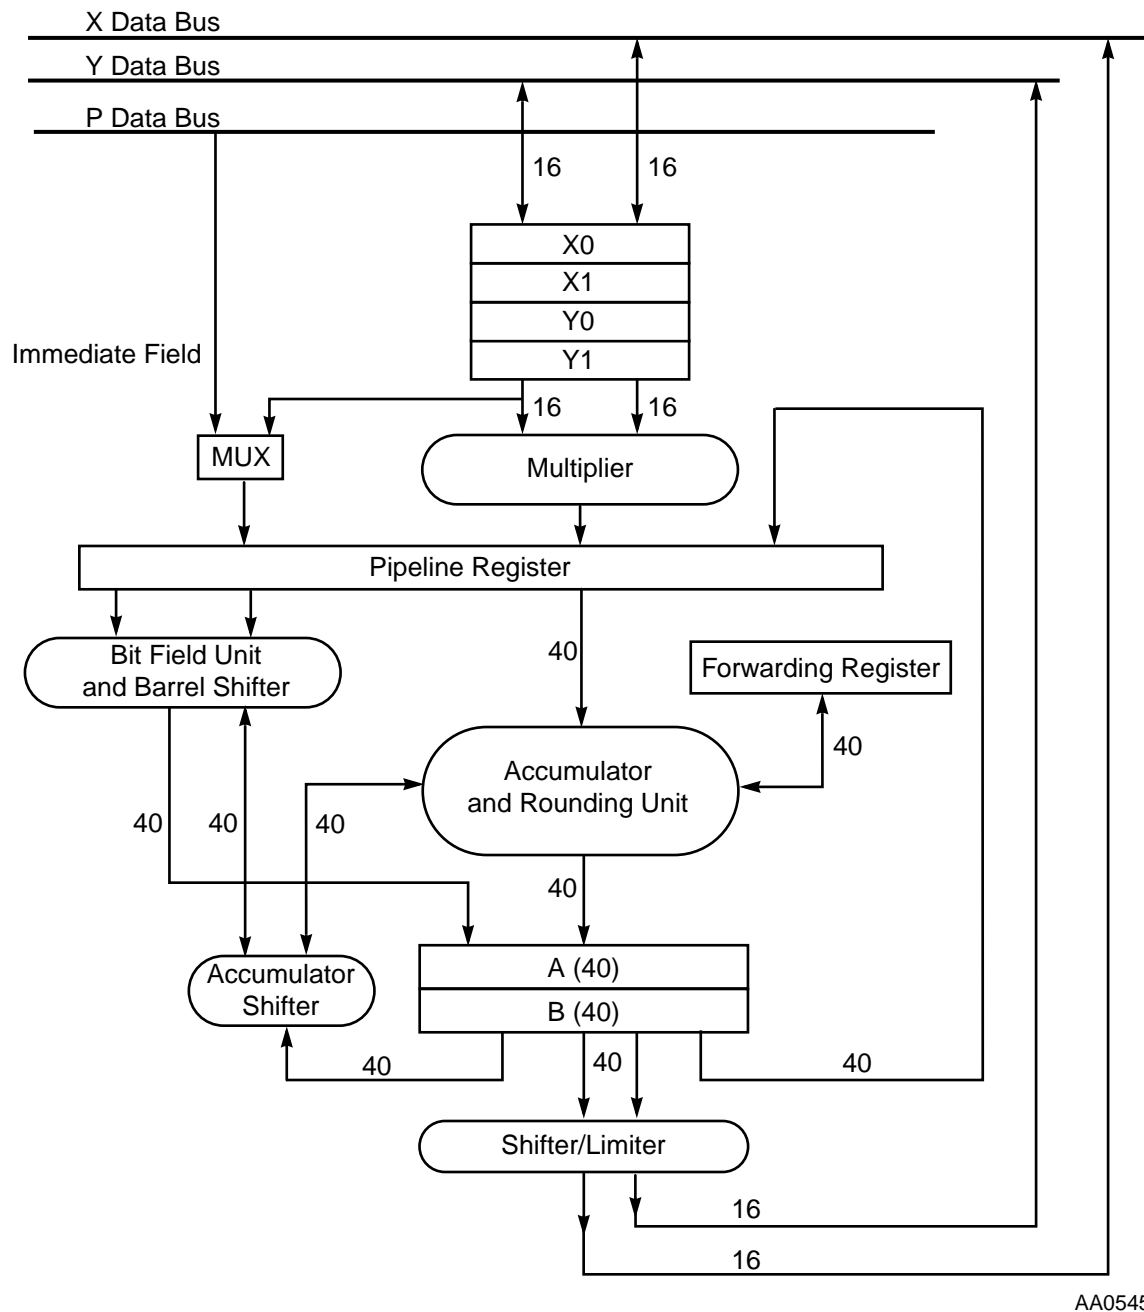 X Data Bus
Y Data Bus
P Data Bus
16
16
X0
X1
Y0
Y1
Immediate Field
16
16
MUX
Multiplier
Pipeline Register
Bit Field Unit
and Barrel Shifter
40
Forwarding Register
40
Accumulator
and Rounding Unit
40
40
40
40
A (40)
Accumulator
Shifter
B (40)
40
40
40
Shifter/Limiter
16
16
AA0545